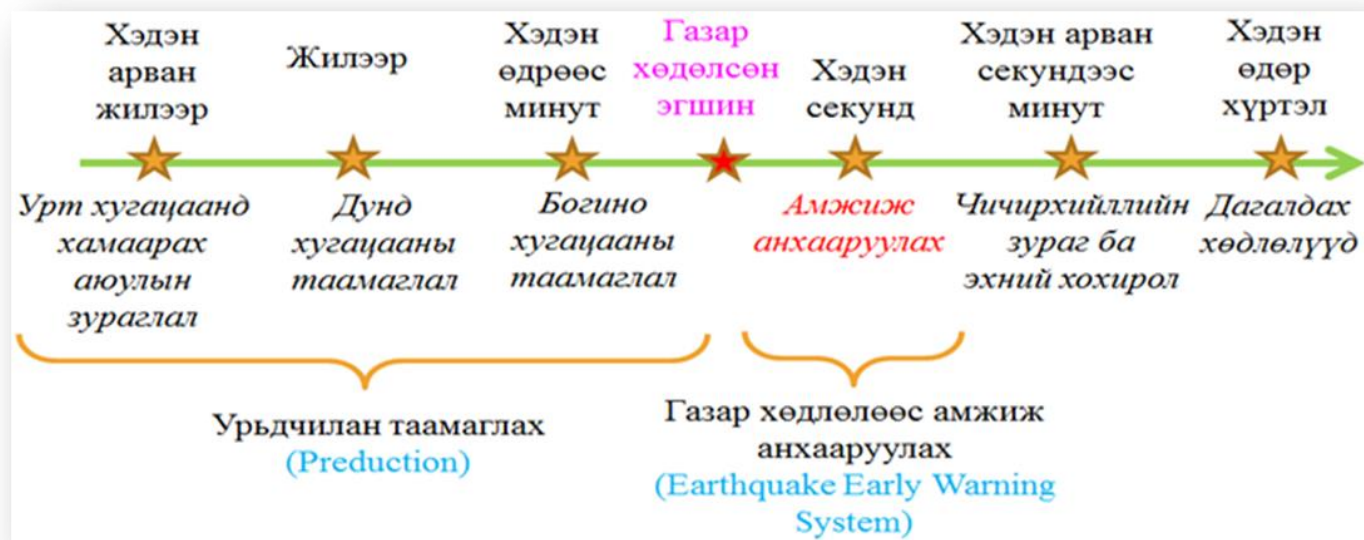 Хэдэн
арван
жилээр
Жилээр
Хэдэн
өдрөөс
минут
Газар
хөдөлсөн
эгшин
Хэдэн
секунд
Хэдэн арван
секундээс
минут
Хэдэн
өдөр
хүртэл
Урт хугацаанд
хамаарах
аюулын
зураглал
Дунд
хугацааны
таамаглал
Богино
хугацааны
таамаглал
Амжиж
анхааруулах
Чичирхийллийн
зураг ба
эхний хохирол
Дагалдах
хөдлөлүүд
Урьдчилан таамаглах
(Preduction)
Газар хөдлөлөөс амжиж
анхааруулах
(Earthquake Early Warning
System)